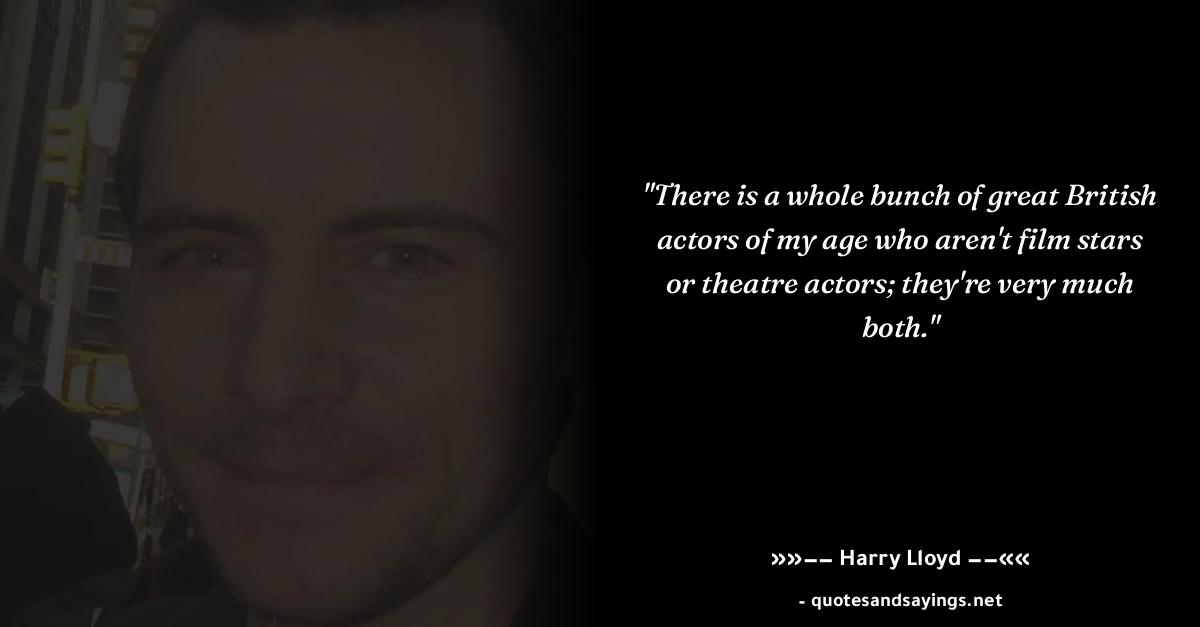 "There is a whole bunch of great British
actors of my age who aren't film stars
or theatre actors; they're very much
both."
»»−− Harry Lloyd −−««
- quotesandsayings.net